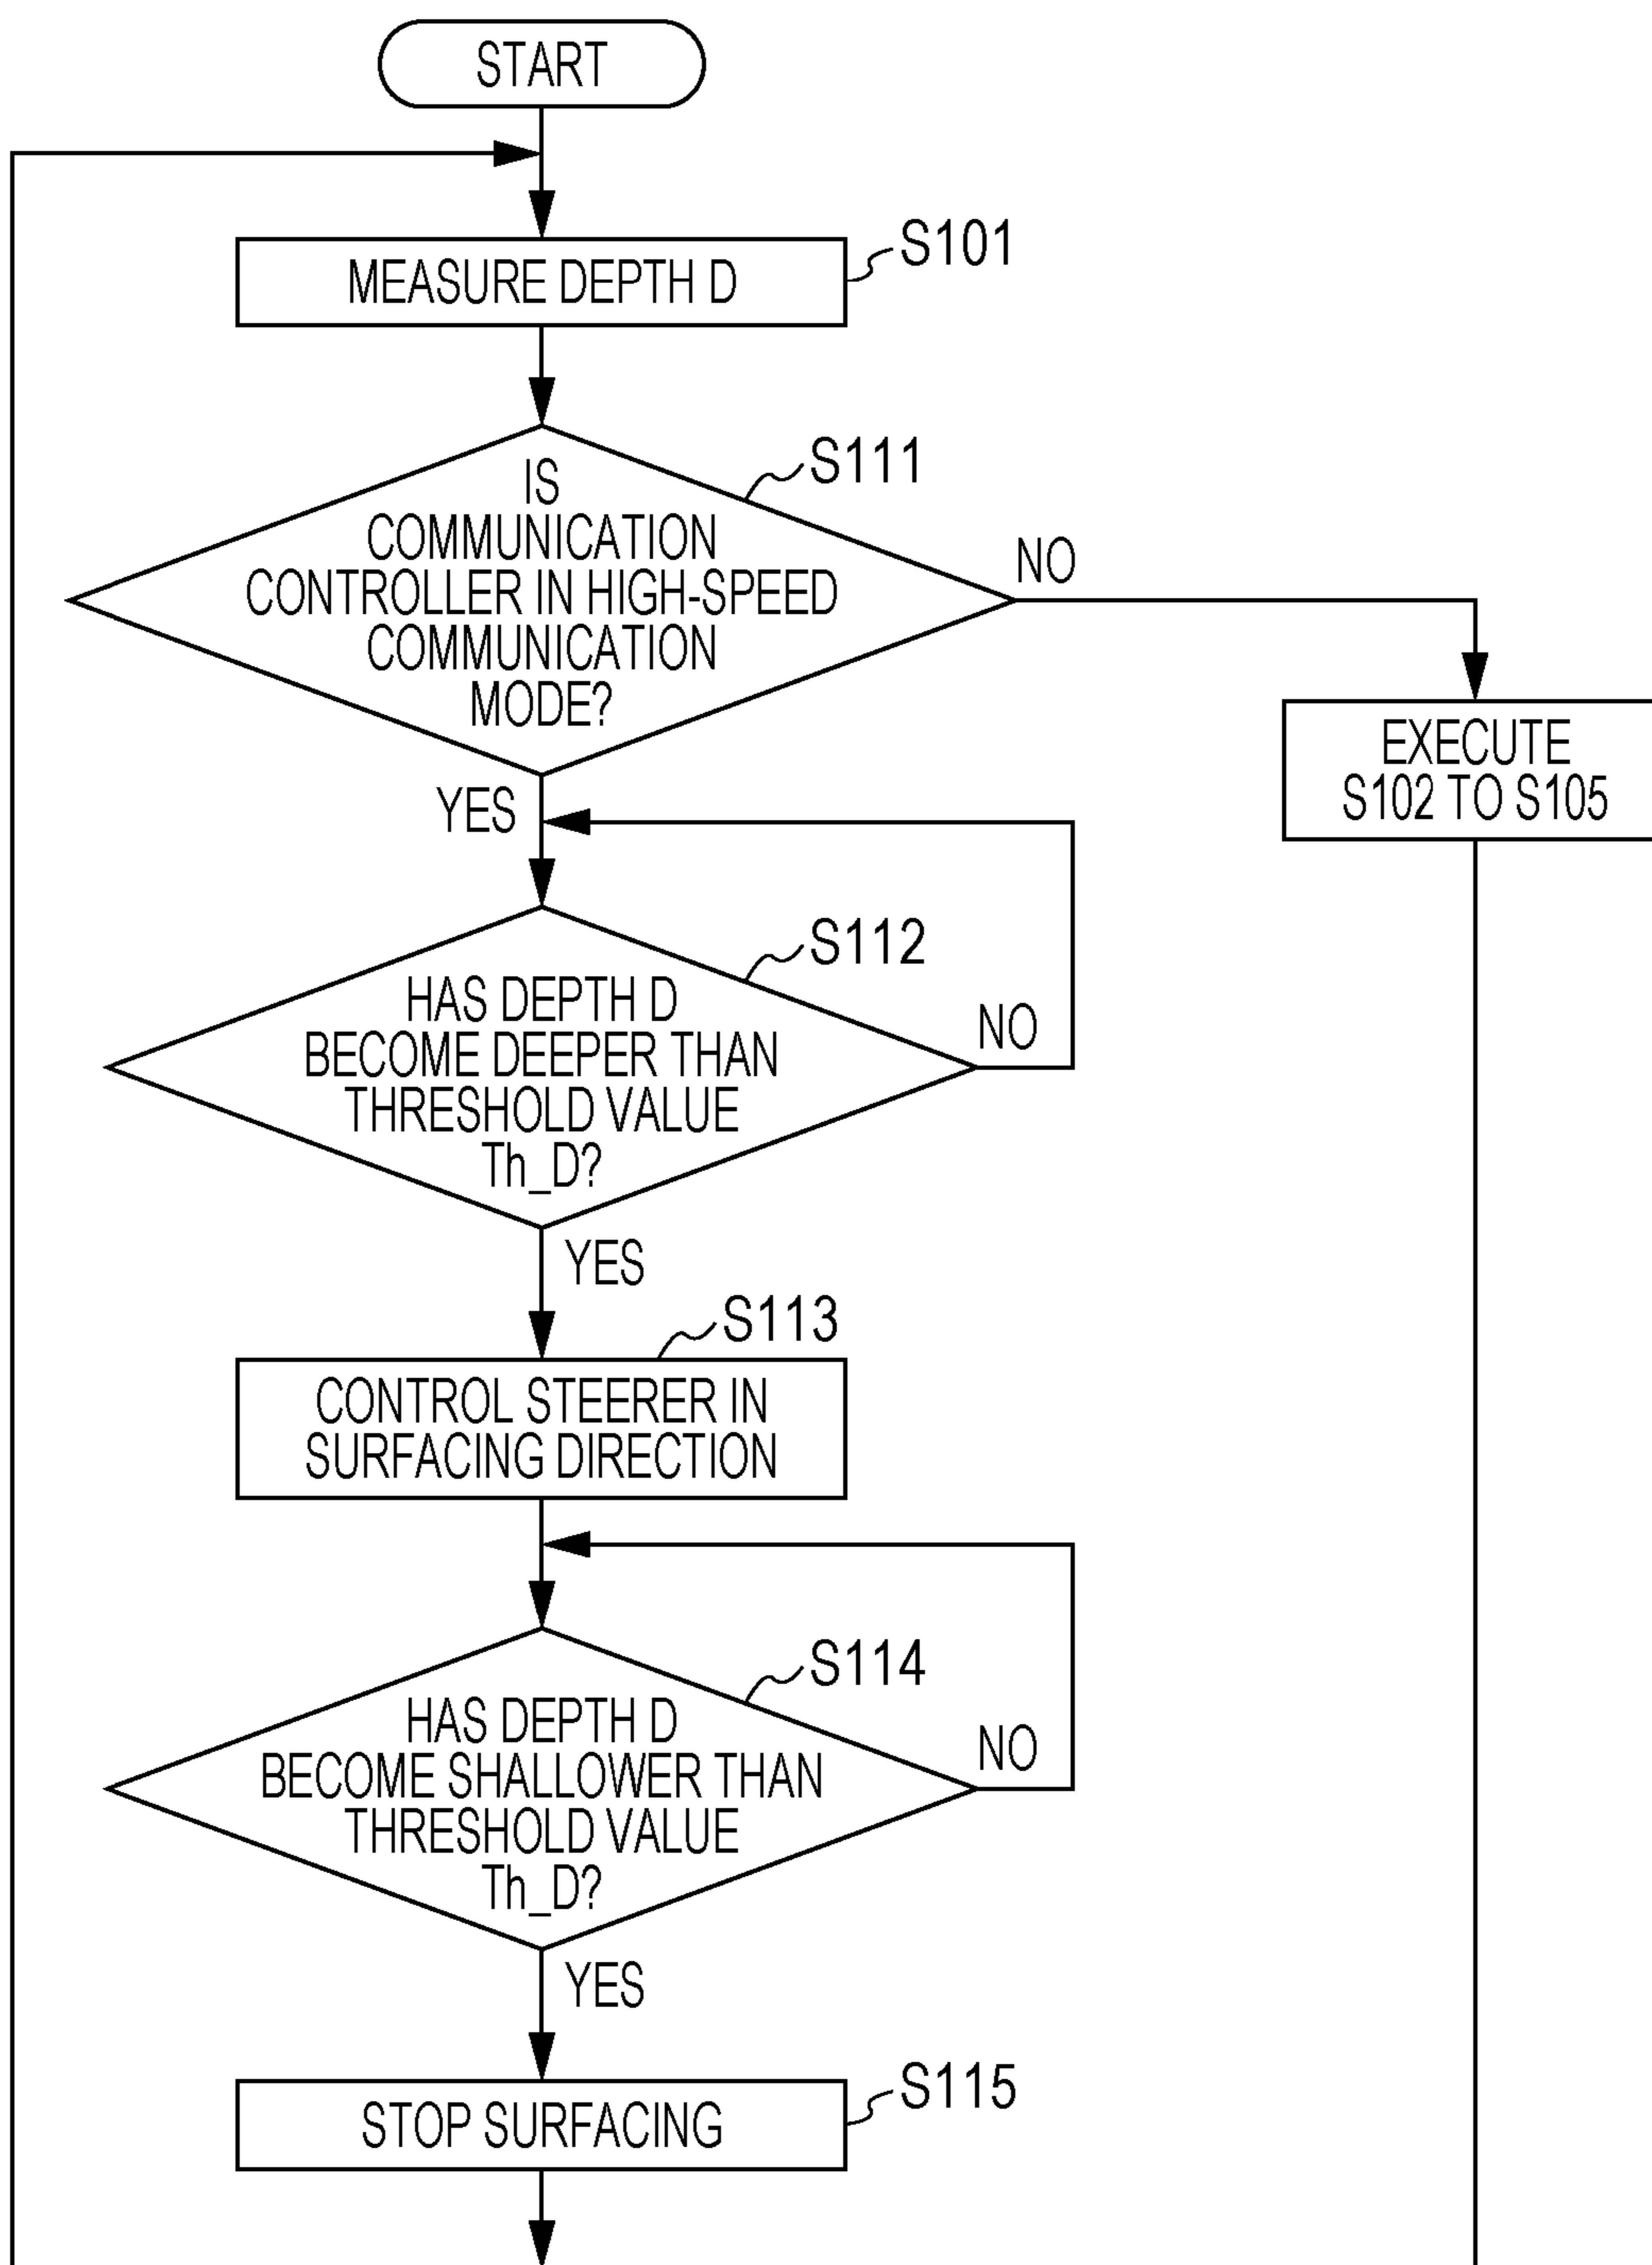 START
MEASURE DEPTH D
S101
S111
IS
COMMUNICATION
CONTROLLER IN HIGH-SPEED
COMMUNICATION
MODE?
NO
YES
EXECUTE
S102 TO S105
S112
HAS DEPTH D
BECOME DEEPER THAN
THRESHOLD VALUE
Th_D?
NO
YES
S113
CONTROL STEERER IN
SURFACING DIRECTION
S114
HAS DEPTH D
BECOME SHALLOWER THAN
THRESHOLD VALUE
Th_D?
NO
YES
S115
STOP SURFACING